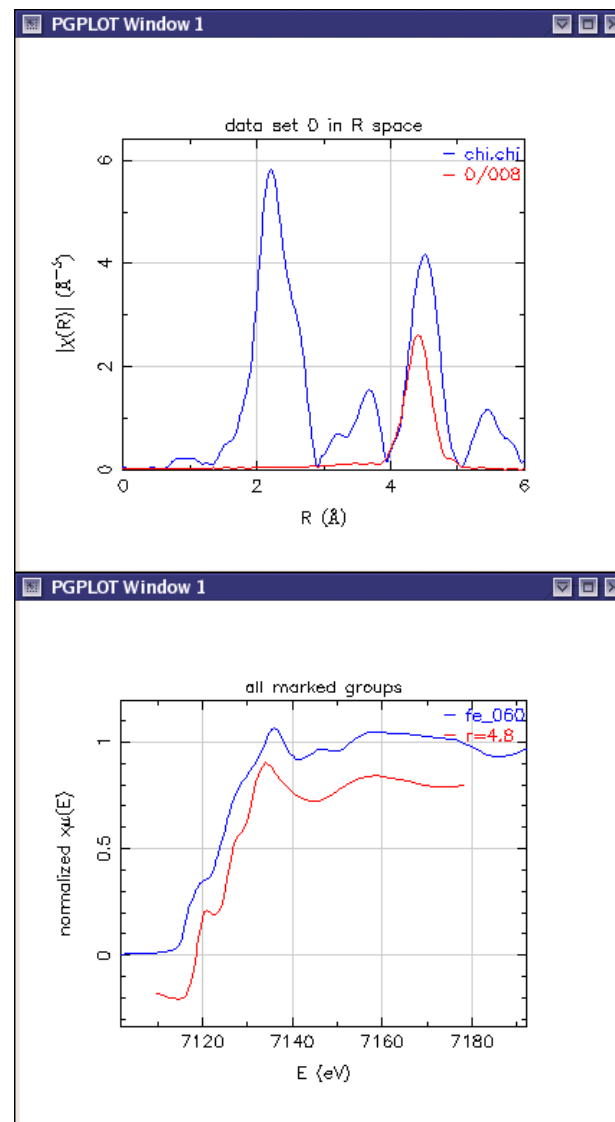 PGPLOT Window 1
data set 0 in R space
chi.chi
0/008
|χ(R)| (Å⁻³)
6
4
2
0
0 2 4 6
R (Å)
PGPLOT Window 1
all marked groups
fe_060
r=4.8
normalized xμ(E)
1
0.5
0
7120 7140 7160 7180
E (eV)